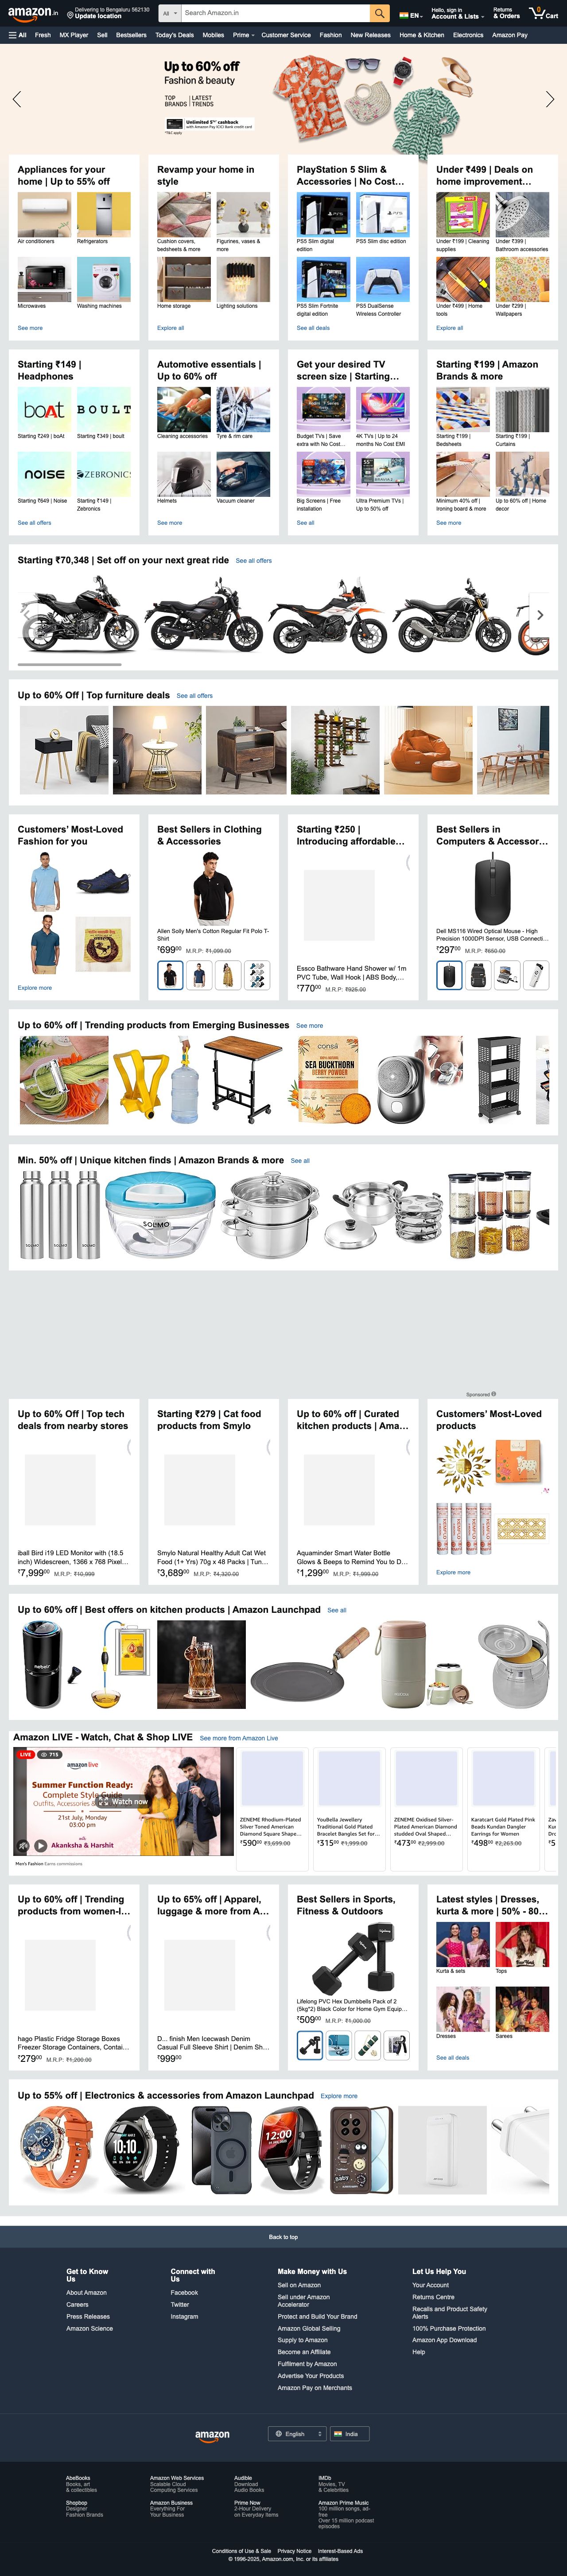 amazon.in
Delivering to Bengaluru 562130
Update location
All
Search Amazon.in
EN
Hello, sign in
Account & Lists
Returns
& Orders
0
Cart
All Fresh MX Player Sell Bestsellers Today's Deals Mobiles Prime Customer Service Fashion New Releases Home & Kitchen Electronics Amazon Pay
Up to 60% off
Fashion & beauty
TOP BRANDS | LATEST TRENDS
Unlimited 5%* cashback
with Amazon Pay ICICI Bank credit card
*T&C apply
Appliances for your
home | Up to 55% off
Air conditioners
Refrigerators
Microwaves
Washing machines
See more
Revamp your home in
style
Cushion covers,
bedsheets & more
Figurines, vases &
more
Home storage
Lighting solutions
Explore all
PlayStation 5 Slim &
Accessories | No Cost...
PS5 Slim digital
edition
PS5 Slim disc edition
PS5 Slim Fortnite
digital edition
PS5 DualSense
Wireless Controller
See all deals
Under ₹499 | Deals on
home improvement...
Under ₹199 | Cleaning
supplies
Under ₹399 |
Bathroom accessories
Under ₹499 | Home
tools
Under ₹299 |
Wallpapers
Explore all
Starting ₹149 |
Headphones
boAt
BOULT
Starting ₹249 | boAt
Starting ₹349 | boult
noise
ZEBRONICS
Starting ₹649 | Noise
Starting ₹149 |
Zebronics
See all offers
Automotive essentials |
Up to 60% off
Cleaning accessories
Tyre & rim care
Helmets
Vacuum cleaner
See more
Get your desired TV
screen size | Starting...
Budget TVs | Save
extra with No Cost...
4K TVs | Up to 24
months No Cost EMI
Big Screens | Free
installation
Ultra Premium TVs |
Up to 50% off
See all
Starting ₹199 | Amazon
Brands & more
Starting ₹199 |
Bedsheets
Starting ₹199 |
Curtains
Minimum 40% off |
Ironing board & more
Up to 60% off | Home
decor
See more
Starting ₹70,348 | Set off on your next great ride See all offers
Up to 60% Off | Top furniture deals See all offers
Customers' Most-Loved
Fashion for you
Explore more
Best Sellers in Clothing
& Accessories
Allen Solly Men's Cotton Regular Fit Polo T-
Shirt
₹69900 M.R.P: ₹1,099.00
Starting ₹250 |
Introducing affordable...
Essco Bathware Hand Shower w/ 1m
PVC Tube, Wall Hook | ABS Body,...
₹77000 M.R.P: ₹925.00
Best Sellers in
Computers & Accessor...
Dell MS116 Wired Optical Mouse - High
Precision 1000DPI Sensor, USB Connecti...
₹29700 M.R.P: ₹650.00
Up to 60% off | Trending products from Emerging Businesses See more
consä
SEA BUCKTHORN
BERRY POWDER
Min. 50% off | Unique kitchen finds | Amazon Brands & more See all
SOLIMO
Sponsored
Up to 60% Off | Top tech
deals from nearby stores
iball Bird i19 LED Monitor with (18.5
inch) Widescreen, 1366 x 768 Pixel...
₹7,99900 M.R.P: ₹10,999
Starting ₹279 | Cat food
products from Smylo
Smylo Natural Healthy Adult Cat Wet
Food (1+ Yrs) 70g x 48 Packs | Tun...
₹3,68900 M.R.P: ₹4,320.00
Up to 60% off | Curated
kitchen products | Ama...
Aquaminder Smart Water Bottle
Glows & Beeps to Remind You to D...
₹1,29900 M.R.P: ₹1,999.00
Customers' Most-Loved
products
Explore more
Up to 60% off | Best offers on kitchen products | Amazon Launchpad See all
Amazon LIVE - Watch, Chat & Shop LIVE See more from Amazon Live
LIVE
715
amazon live
Summer Function Ready:
Complete Style Guide
Watch now
21st July, Monday
03:00 pm
with
Akanksha & Harshit
Men's Fashion Earns commissions
ZENEME Rhodium-Plated
Silver Toned American
Diamond Square Shape...
₹59000 ₹3,699.00
YouBella Jewellery
Traditional Gold Plated
Bracelet Bangles Set for...
₹31500 ₹1,999.00
ZENEME Oxidised Silver-
Plated American Diamond
studded Oval Shaped...
₹47300 ₹2,999.00
Karatcart Gold Plated Pink
Beads Kundan Dangler
Earrings for Women
₹49800 ₹2,263.00
Up to 60% off | Trending
products from women-l...
hago Plastic Fridge Storage Boxes
Freezer Storage Containers, Contai...
₹27900 M.R.P: ₹1,200.00
Up to 65% off | Apparel,
luggage & more from A...
D... finish Men Icecwash Denim
Casual Full Sleeve Shirt | Denim Sh...
₹99900
Best Sellers in Sports,
Fitness & Outdoors
Lifelong PVC Hex Dumbbells Pack of 2
(5kg*2) Black Color for Home Gym Equip...
₹50900 M.R.P: ₹1,000.00
Latest styles | Dresses,
kurta & more | 50% - 80...
Kurta & sets
Tops
Dresses
Sarees
See all deals
Up to 55% off | Electronics & accessories from Amazon Launchpad Explore more
10:10
12:00
Baby
Back to top
Get to Know
Us
About Amazon
Careers
Press Releases
Amazon Science
Connect with
Us
Facebook
Twitter
Instagram
Make Money with Us
Sell on Amazon
Sell under Amazon
Accelerator
Protect and Build Your Brand
Amazon Global Selling
Supply to Amazon
Become an Affiliate
Fulfilment by Amazon
Advertise Your Products
Amazon Pay on Merchants
Let Us Help You
Your Account
Returns Centre
Recalls and Product Safety
Alerts
100% Purchase Protection
Amazon App Download
Help
amazon
English
India
AbeBooks
Books, art
& collectibles
Amazon Web Services
Scalable Cloud
Computing Services
Audible
Download
Audio Books
IMDb
Movies, TV
& Celebrities
Shopbop
Designer
Fashion Brands
Amazon Business
Everything For
Your Business
Prime Now
2-Hour Delivery
on Everyday Items
Amazon Prime Music
100 million songs, ad-
free
Over 15 million podcast
episodes
Conditions of Use & Sale Privacy Notice Interest-Based Ads
© 1996-2025, Amazon.com, Inc. or its affiliates